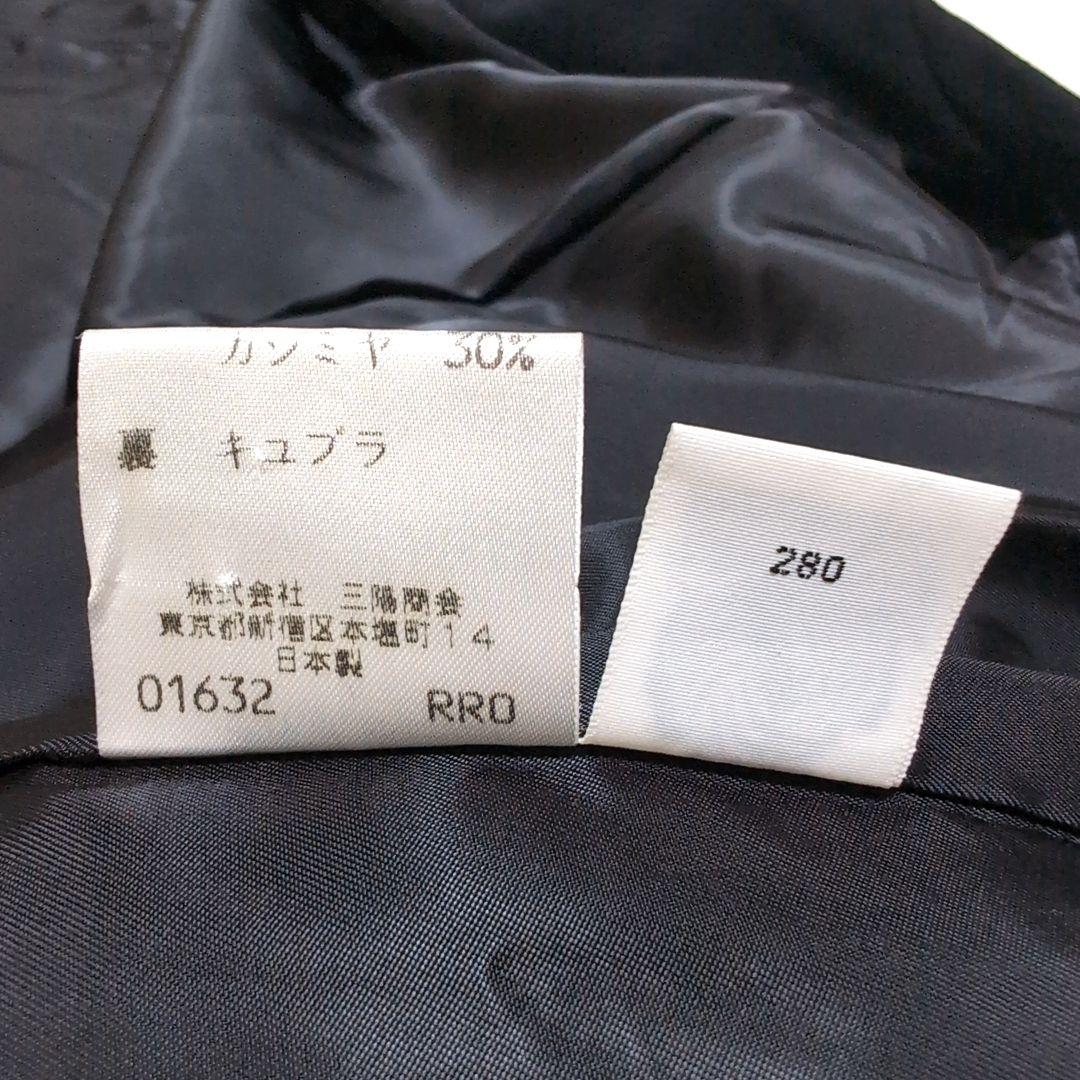 カシミヤ 30%
裏 キュプラ
株式会社 三陽商会
東京都新宿区本塩町14
日本製
01632 RRO
280